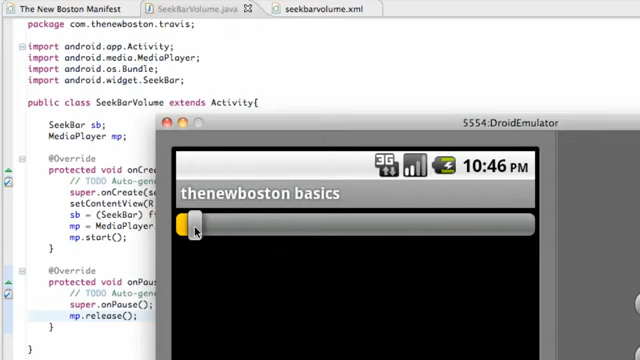 The New Boston Manifest
SeekBarVolume.java
seekbarvolume.xml
package com.thenewboston.travis;
import android.app.Activity;
import android.media.MediaPlayer;
import android.os.Bundle;
import android.widget.SeekBar;
public class SeekBarVolume extends Activity{
SeekBar sb;
MediaPlayer mp;
@Override
protected void onCrea
// TODO Auto-gen
super.onCreate(s
setContentView(R
sb = (SeekBar) f
mp = MediaPlayer
mp.start();
}
@Override
protected void onPaus
// TODO Auto-gene
super.onPause();
mp.release();
}
}
5554:DroidEmulator
3G
10:46 PM
thenewboston basics